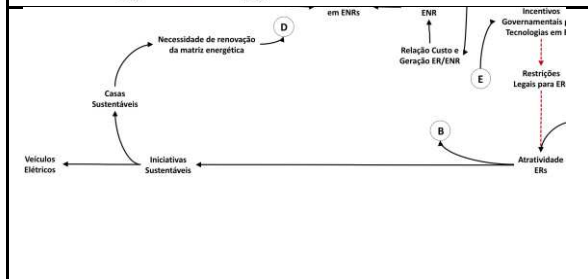 em ENRs
ENR
Incentivos
Governamentais
Tecnologias em
D
Necessidade de renovação
da matriz energética
Relação Custo e
Geração ER/ENR
E
Restrições
Legais para ER
Casas
Sustentáveis
B
Veículos
Elétricos
Iniciativas
Sustentáveis
Atratividade
ERs